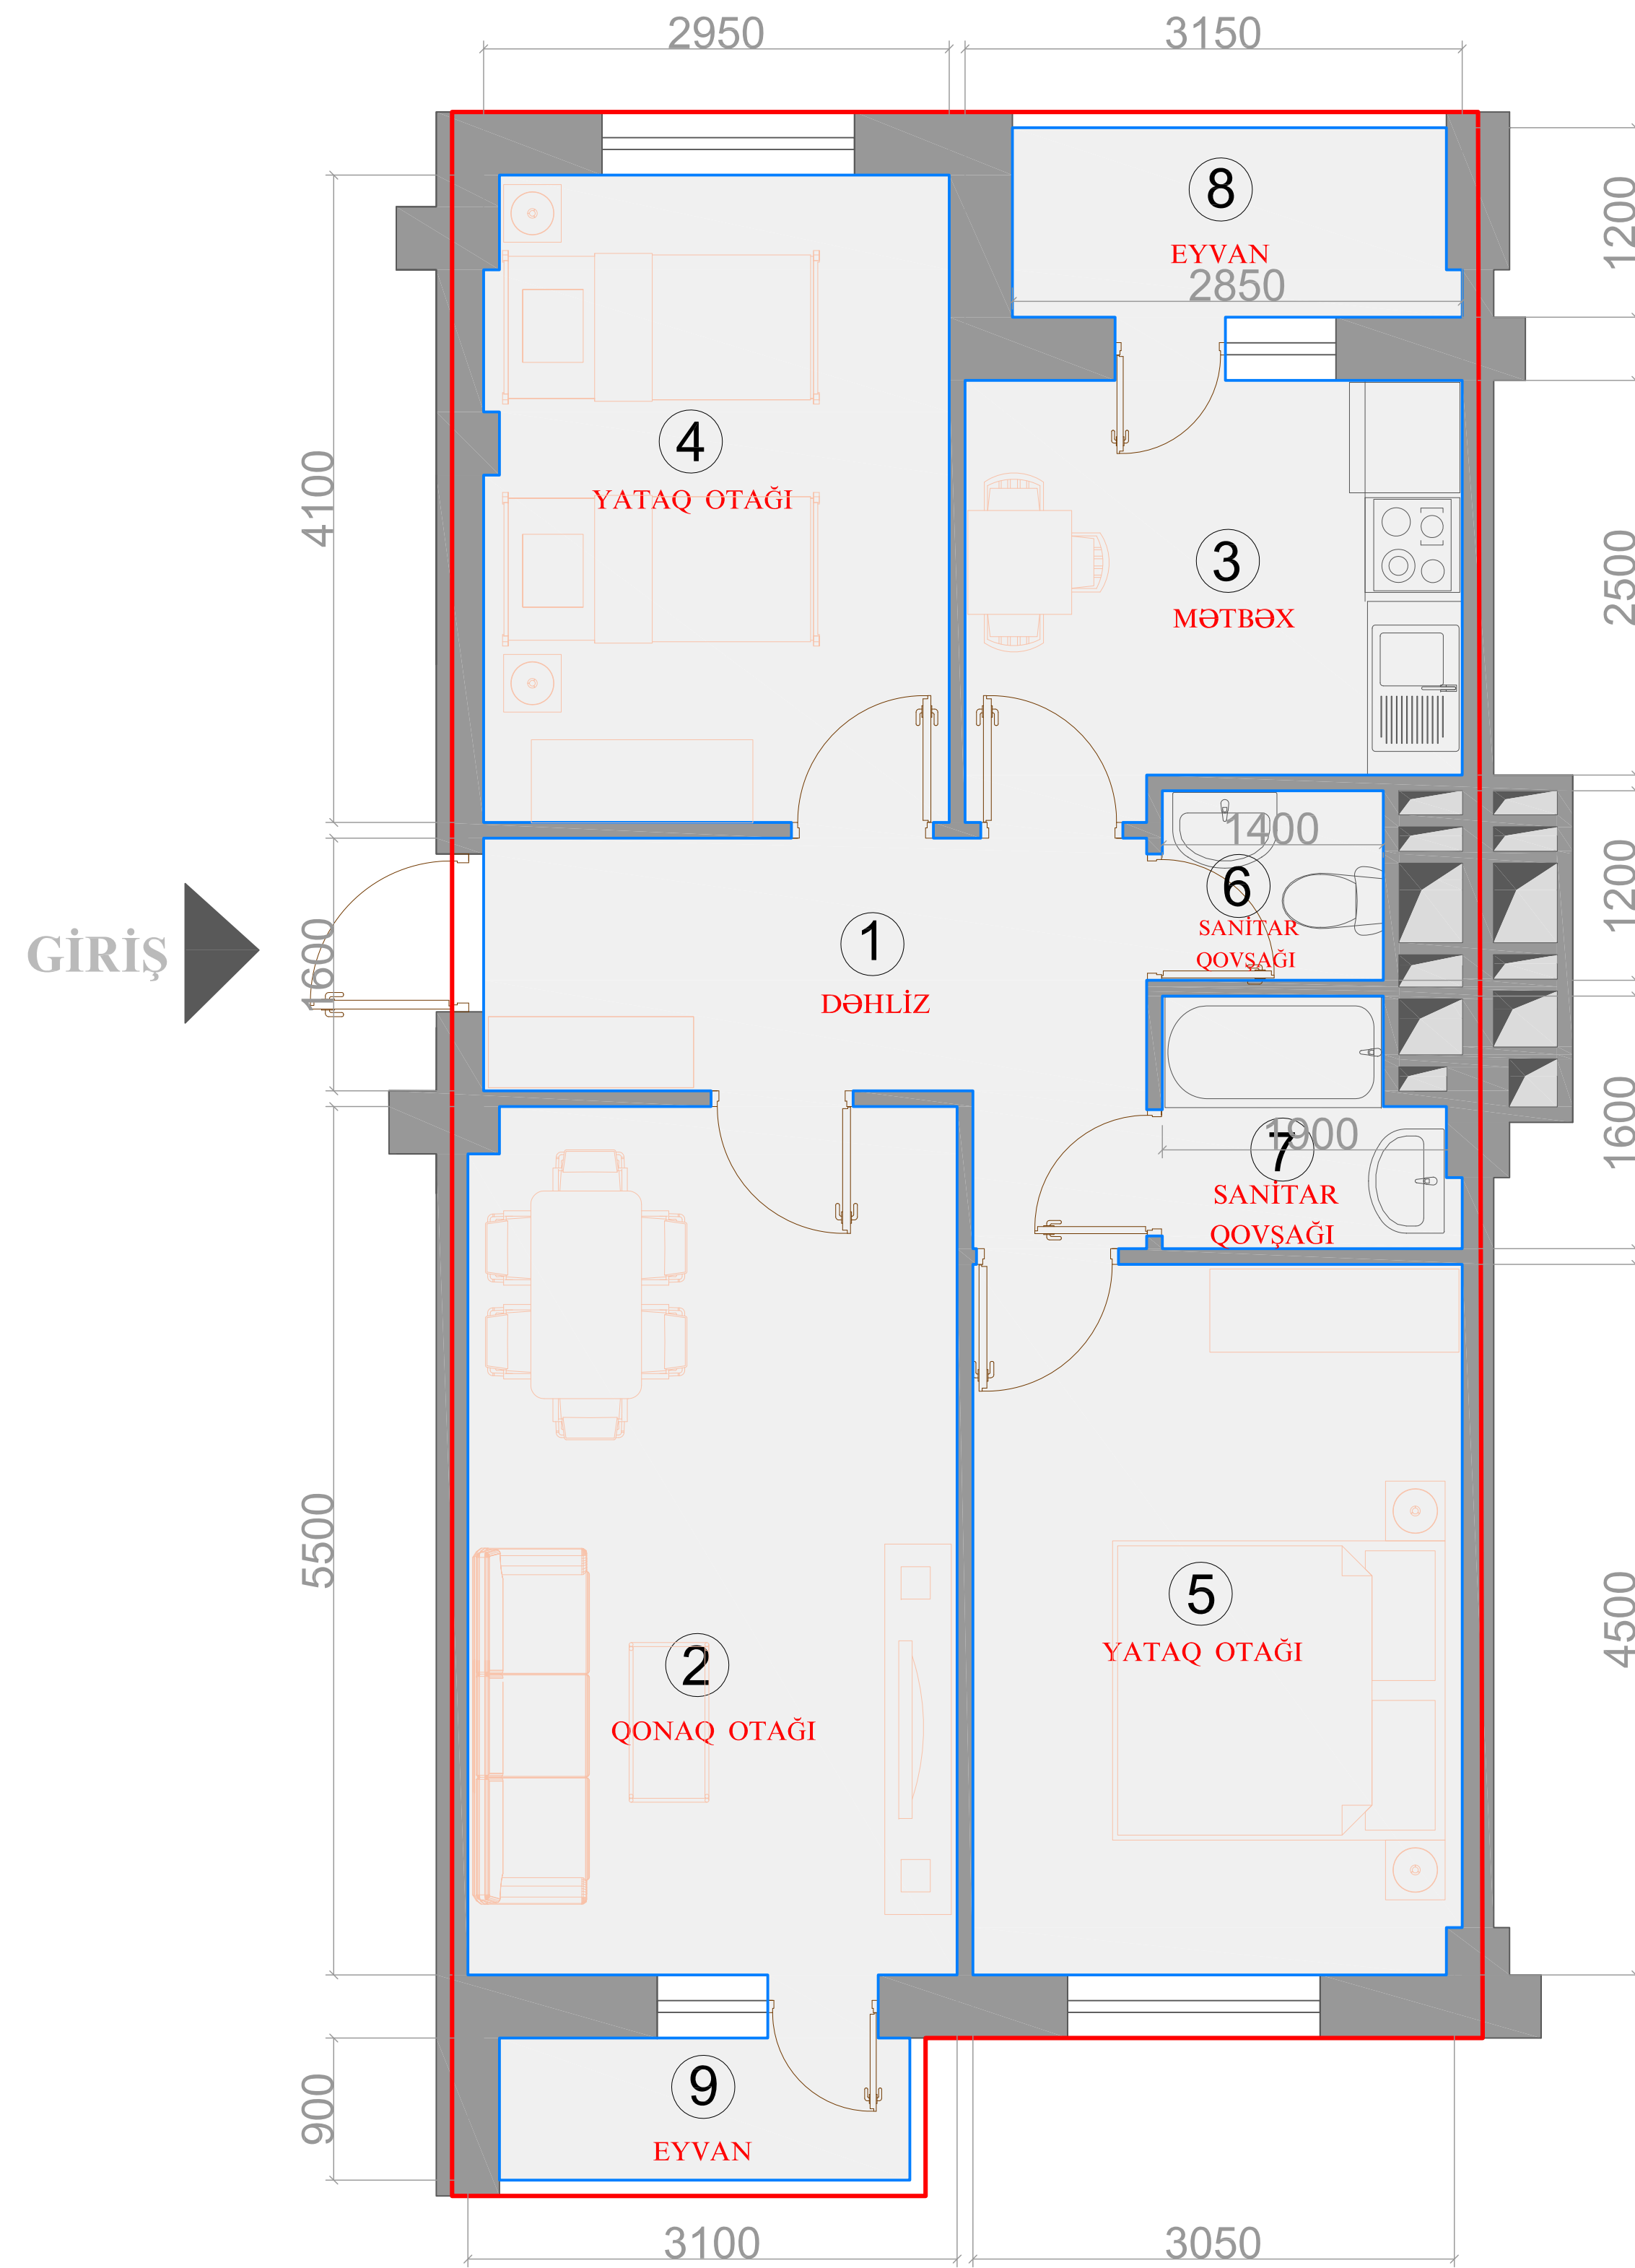 2950
3150
8
EYVAN
2850
1200
4
YATAQ OTAĞI
4100
3
MƏTBƏX
2500
1400
6
SANİTAR
QOVŞAĞI
1200
GİRİŞ
1600
1
DƏHLİZ
1900
7
SANİTAR
QOVŞAĞI
1600
5500
2
QONAQ OTAĞI
5
YATAQ OTAĞI
4500
900
9
EYVAN
3100
3050